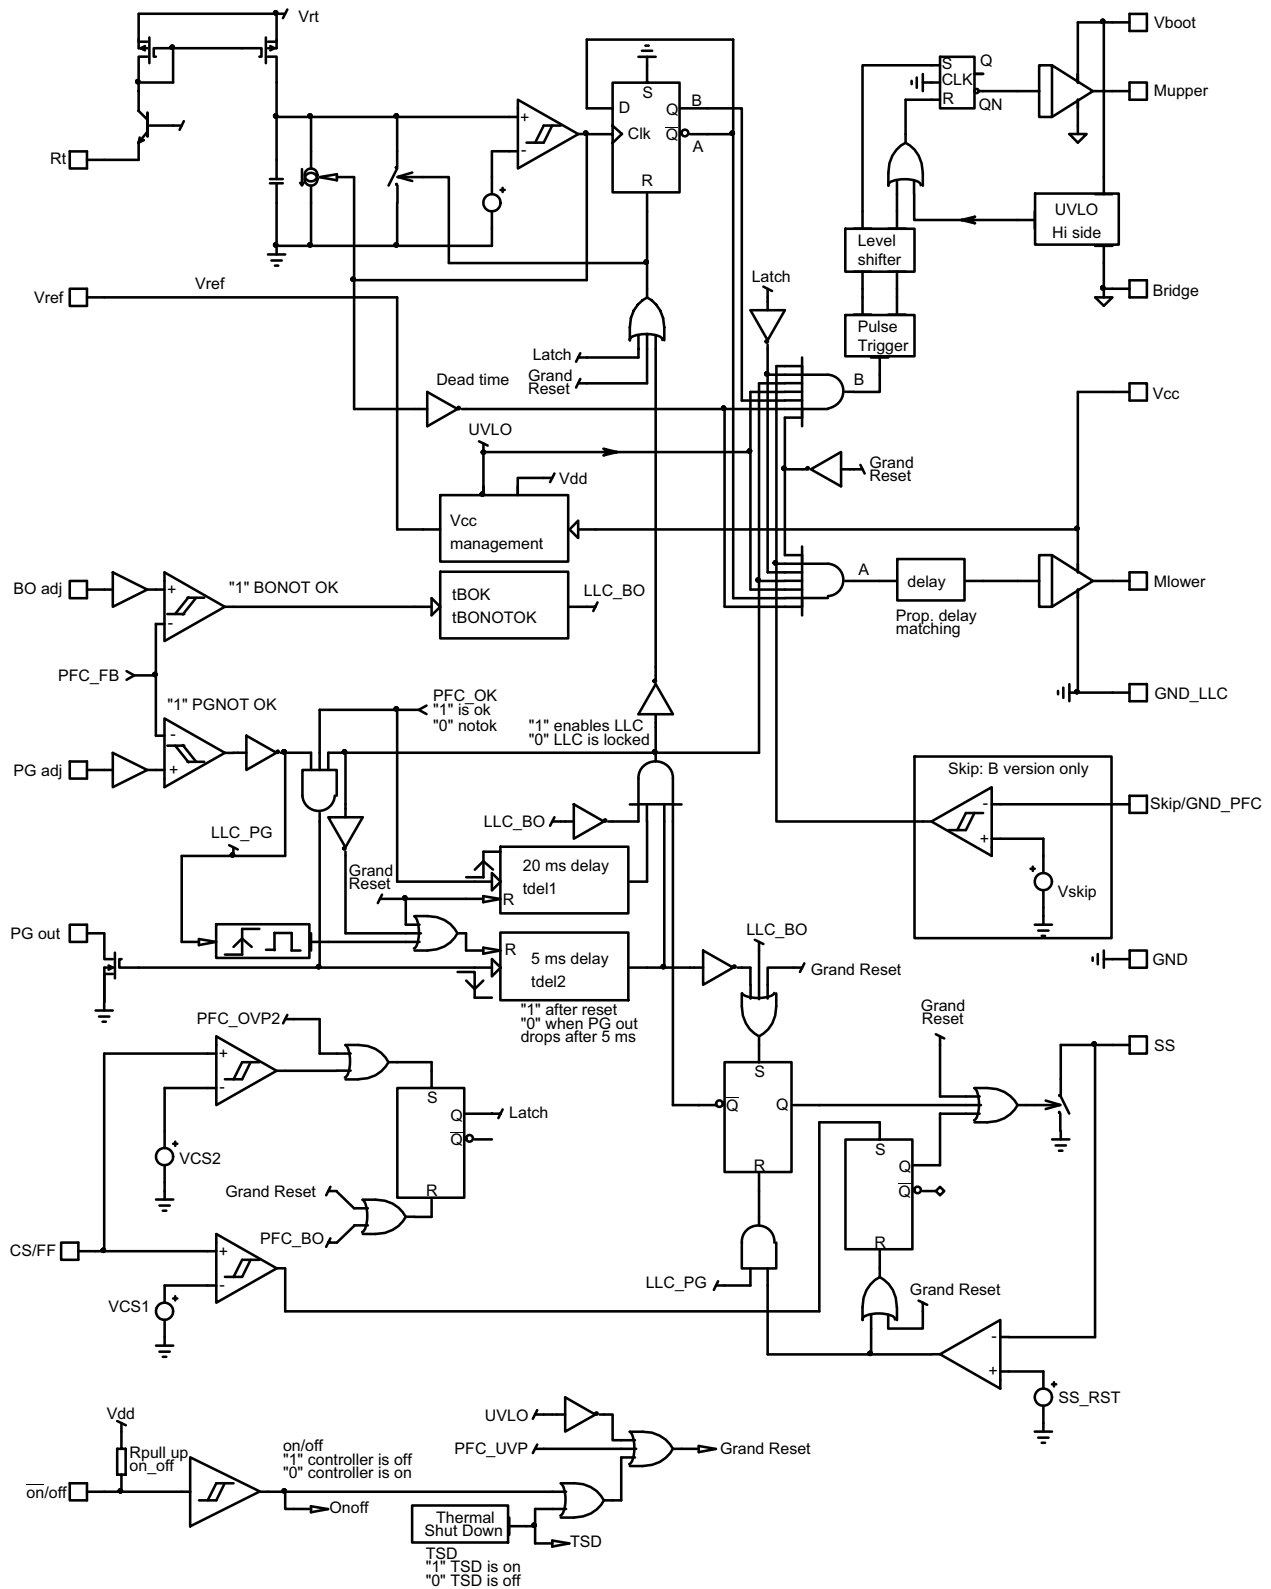 Vrt
Rt
+
-
+
D
S
Clk
Q
Q
R
B
A
S
CLK
R
Q
QN
Vboot
Mupper
UVLO
Hi side
Level
shifter
Bridge
Vref
Vref
Latch
Pulse
Trigger
Latch
Grand
Reset
Dead time
B
Vcc
UVLO
Vdd
Grand
Reset
Vcc
management
A
delay
Prop. delay
matching
Mlower
BO adj
+
-
"1" BONOT OK
tBOK
tBONOTOK
LLC_BO
PFC_FB
"1" PGNOT OK
PFC_OK
"1" is ok
"0" notok
"1" enables LLC
"0" LLC is locked
GND_LLC
-
+
PG adj
Skip: B version only
-
+
Skip/GND_PFC
+
Vskip
LLC_PG
LLC_BO
Grand
Reset
20 ms delay
tdel1
R
PG out
R
5 ms delay
tdel2
"1" after reset
"0" when PG out
drops after 5 ms
LLC_BO
Grand Reset
GND
PFC_OVP2
+
-
+
VCS2
S
Q
Q
R
Latch
Grand Reset
PFC_BO
S
Q
Q
R
Grand
Reset
SS
S
Q
Q
R
CS/FF
+
-
VCS1
+
LLC_PG
Grand Reset
-
+
+
SS_RST
Vdd
Rpull up
on_off
on/off
on/off
"1" controller is off
"0" controller is on
Onoff
UVLO
PFC_UVP
Grand Reset
Thermal
Shut Down
TSD
TSD
"1" TSD is on
"0" TSD is off